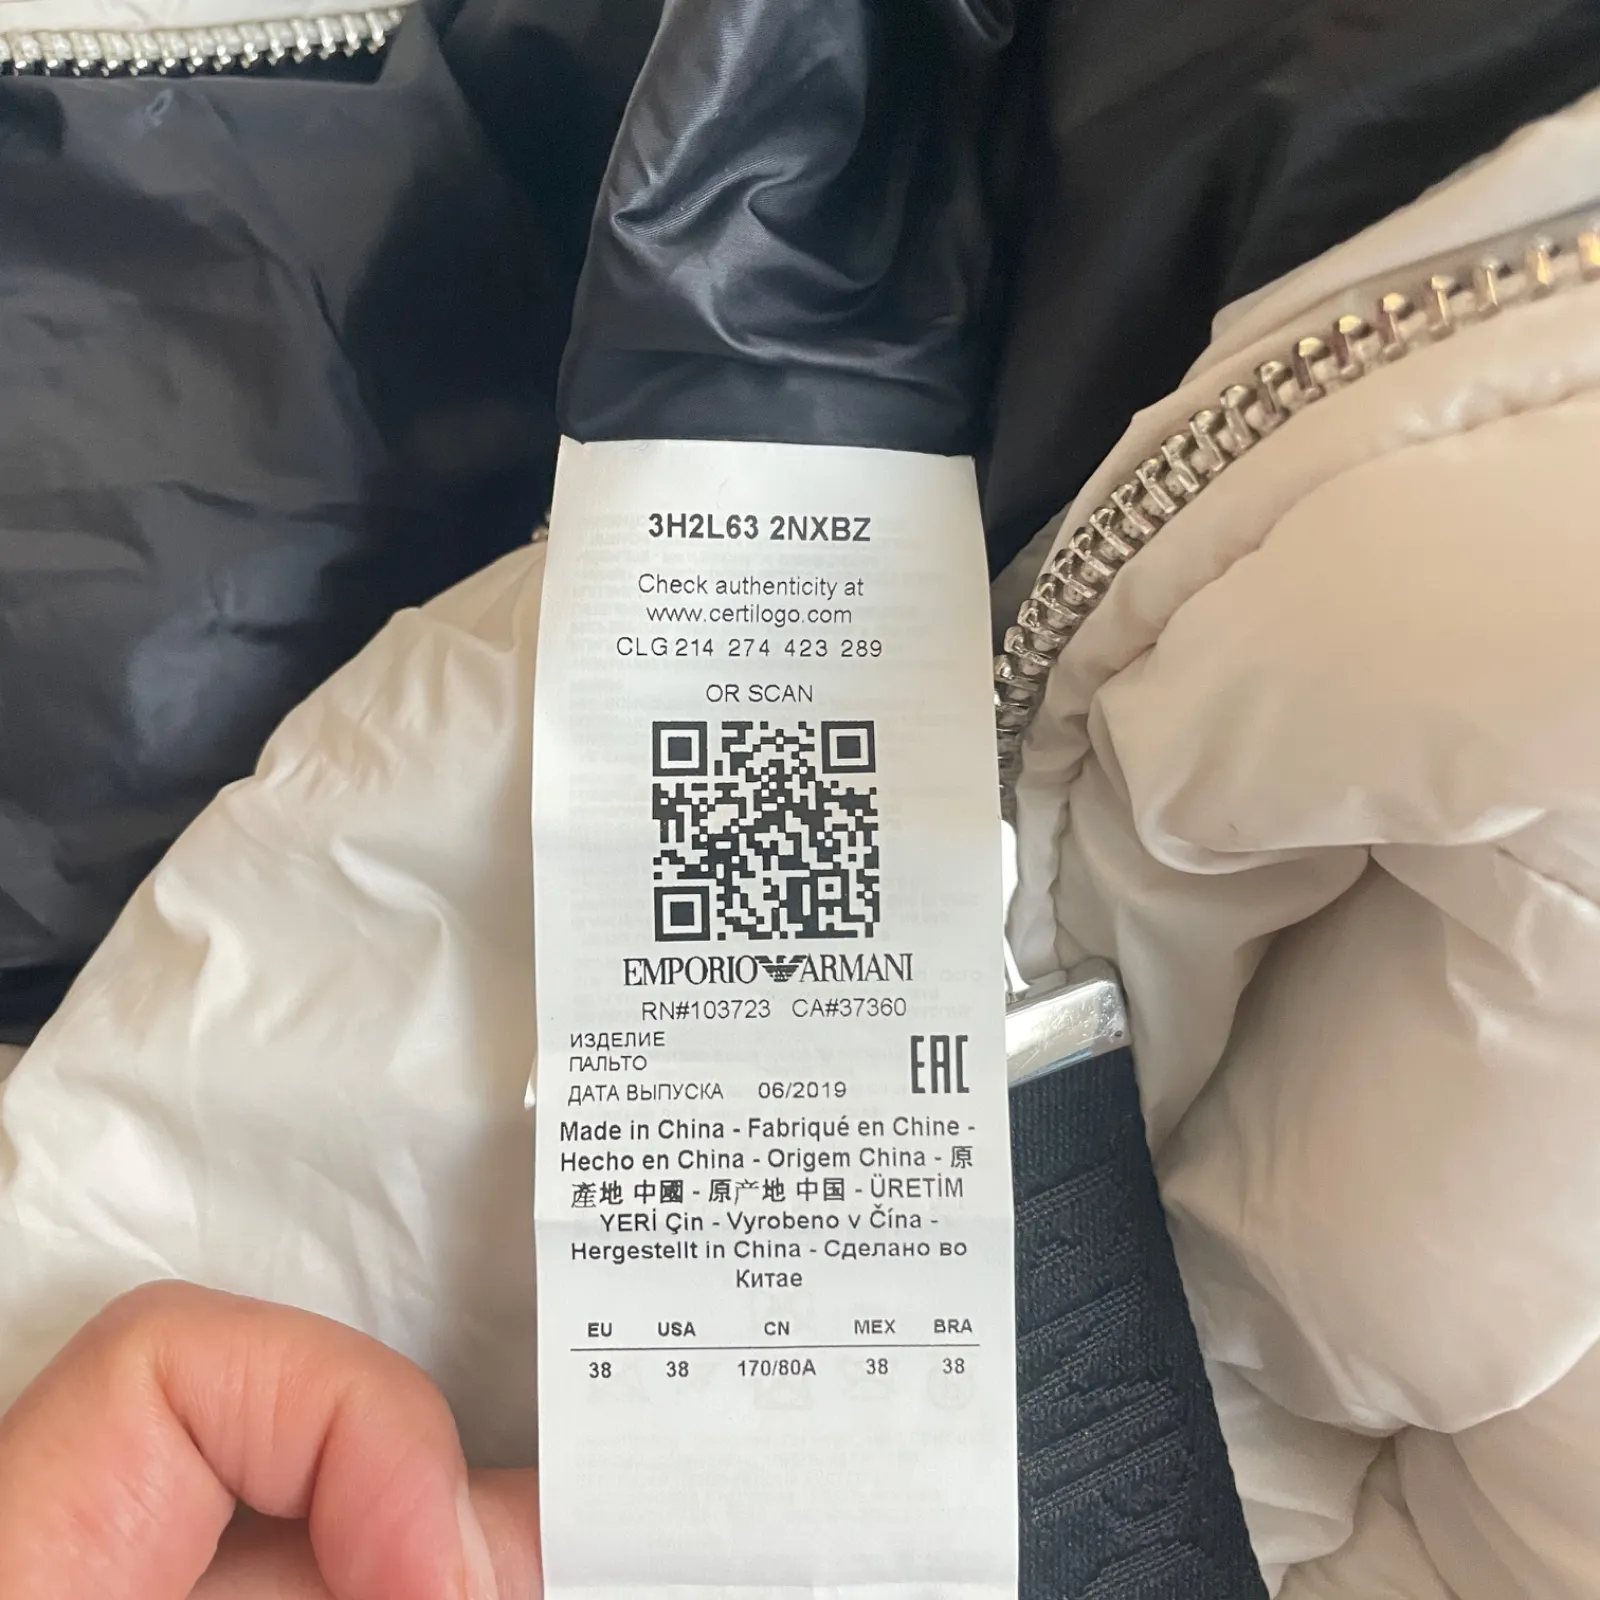 3H2L63 2NXBZ
Check authenticity at
www.certilogo.com
CLG 214 274 423 289
OR SCAN
EMPORIO ARMANI
RN#103723 CA#37360
ИЗДЕЛИЕ
ПАЛЬТО
ДАТА ВЫПУСКА 06/2019
EAC
Made in China - Fabriqué en Chine -
Hecho en China - Origem China - 原
產地 中國 - 原产地 中国 - ÜRETİM
YERİ Çin - Vyrobeno v Čína -
Hergestellt in China - Сделано во
Китае
EU USA CN MEX BRA
38 38 170/80A 38 38